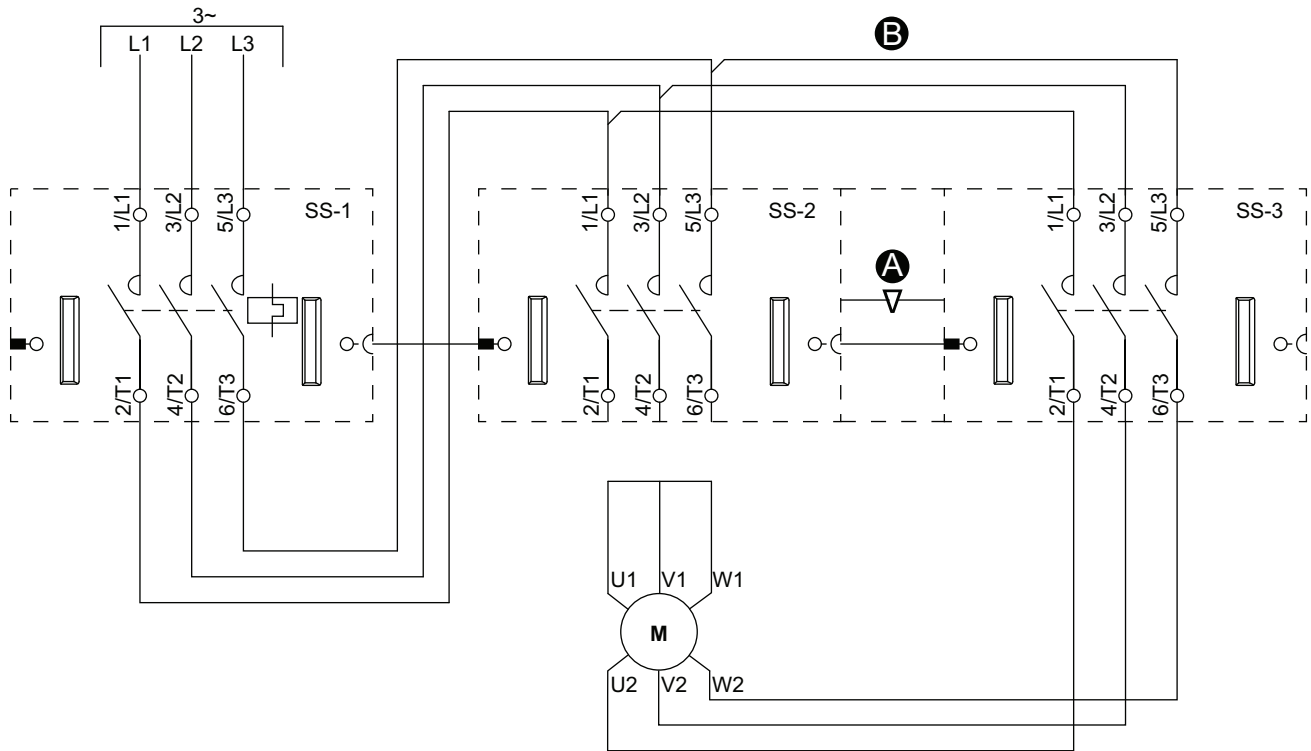 3~
L1 L2 L3
B
1/L1 3/L2 5/L3 SS-1
1/L1 3/L2 5/L3 SS-2
1/L1 3/L2 5/L3 SS-3
A
2/T1 4/T2 6/T3
2/T1 4/T2 6/T3
2/T1 4/T2 6/T3
U1 V1 W1
M
U2 V2 W2